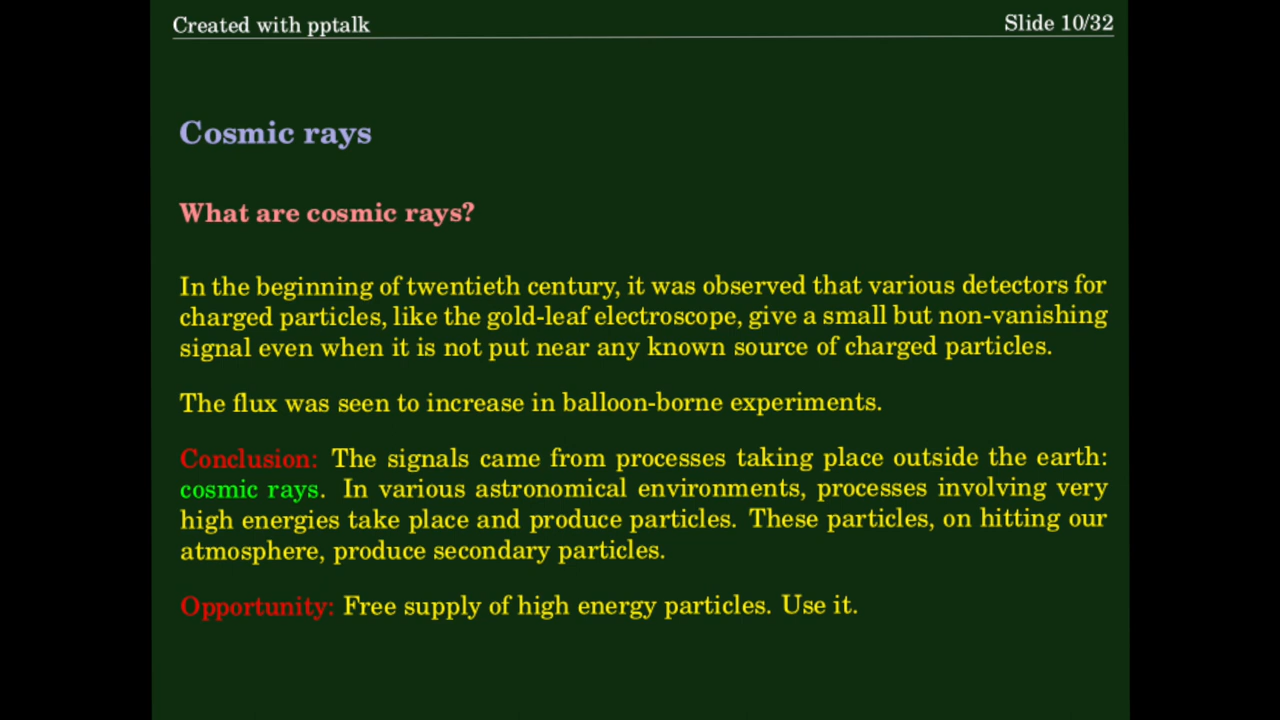 Created with pptalk
Slide 10/32
Cosmic rays
What are cosmic rays?
In the beginning of twentieth century, it was observed that various detectors for
charged particles, like the gold-leaf electroscope, give a small but non-vanishing
signal even when it is not put near any known source of charged particles.
The flux was seen to increase in balloon-borne experiments.
Conclusion: The signals came from processes taking place outside the earth:
cosmic rays. In various astronomical environments, processes involving very
high energies take place and produce particles. These particles, on hitting our
atmosphere, produce secondary particles.
Opportunity: Free supply of high energy particles. Use it.